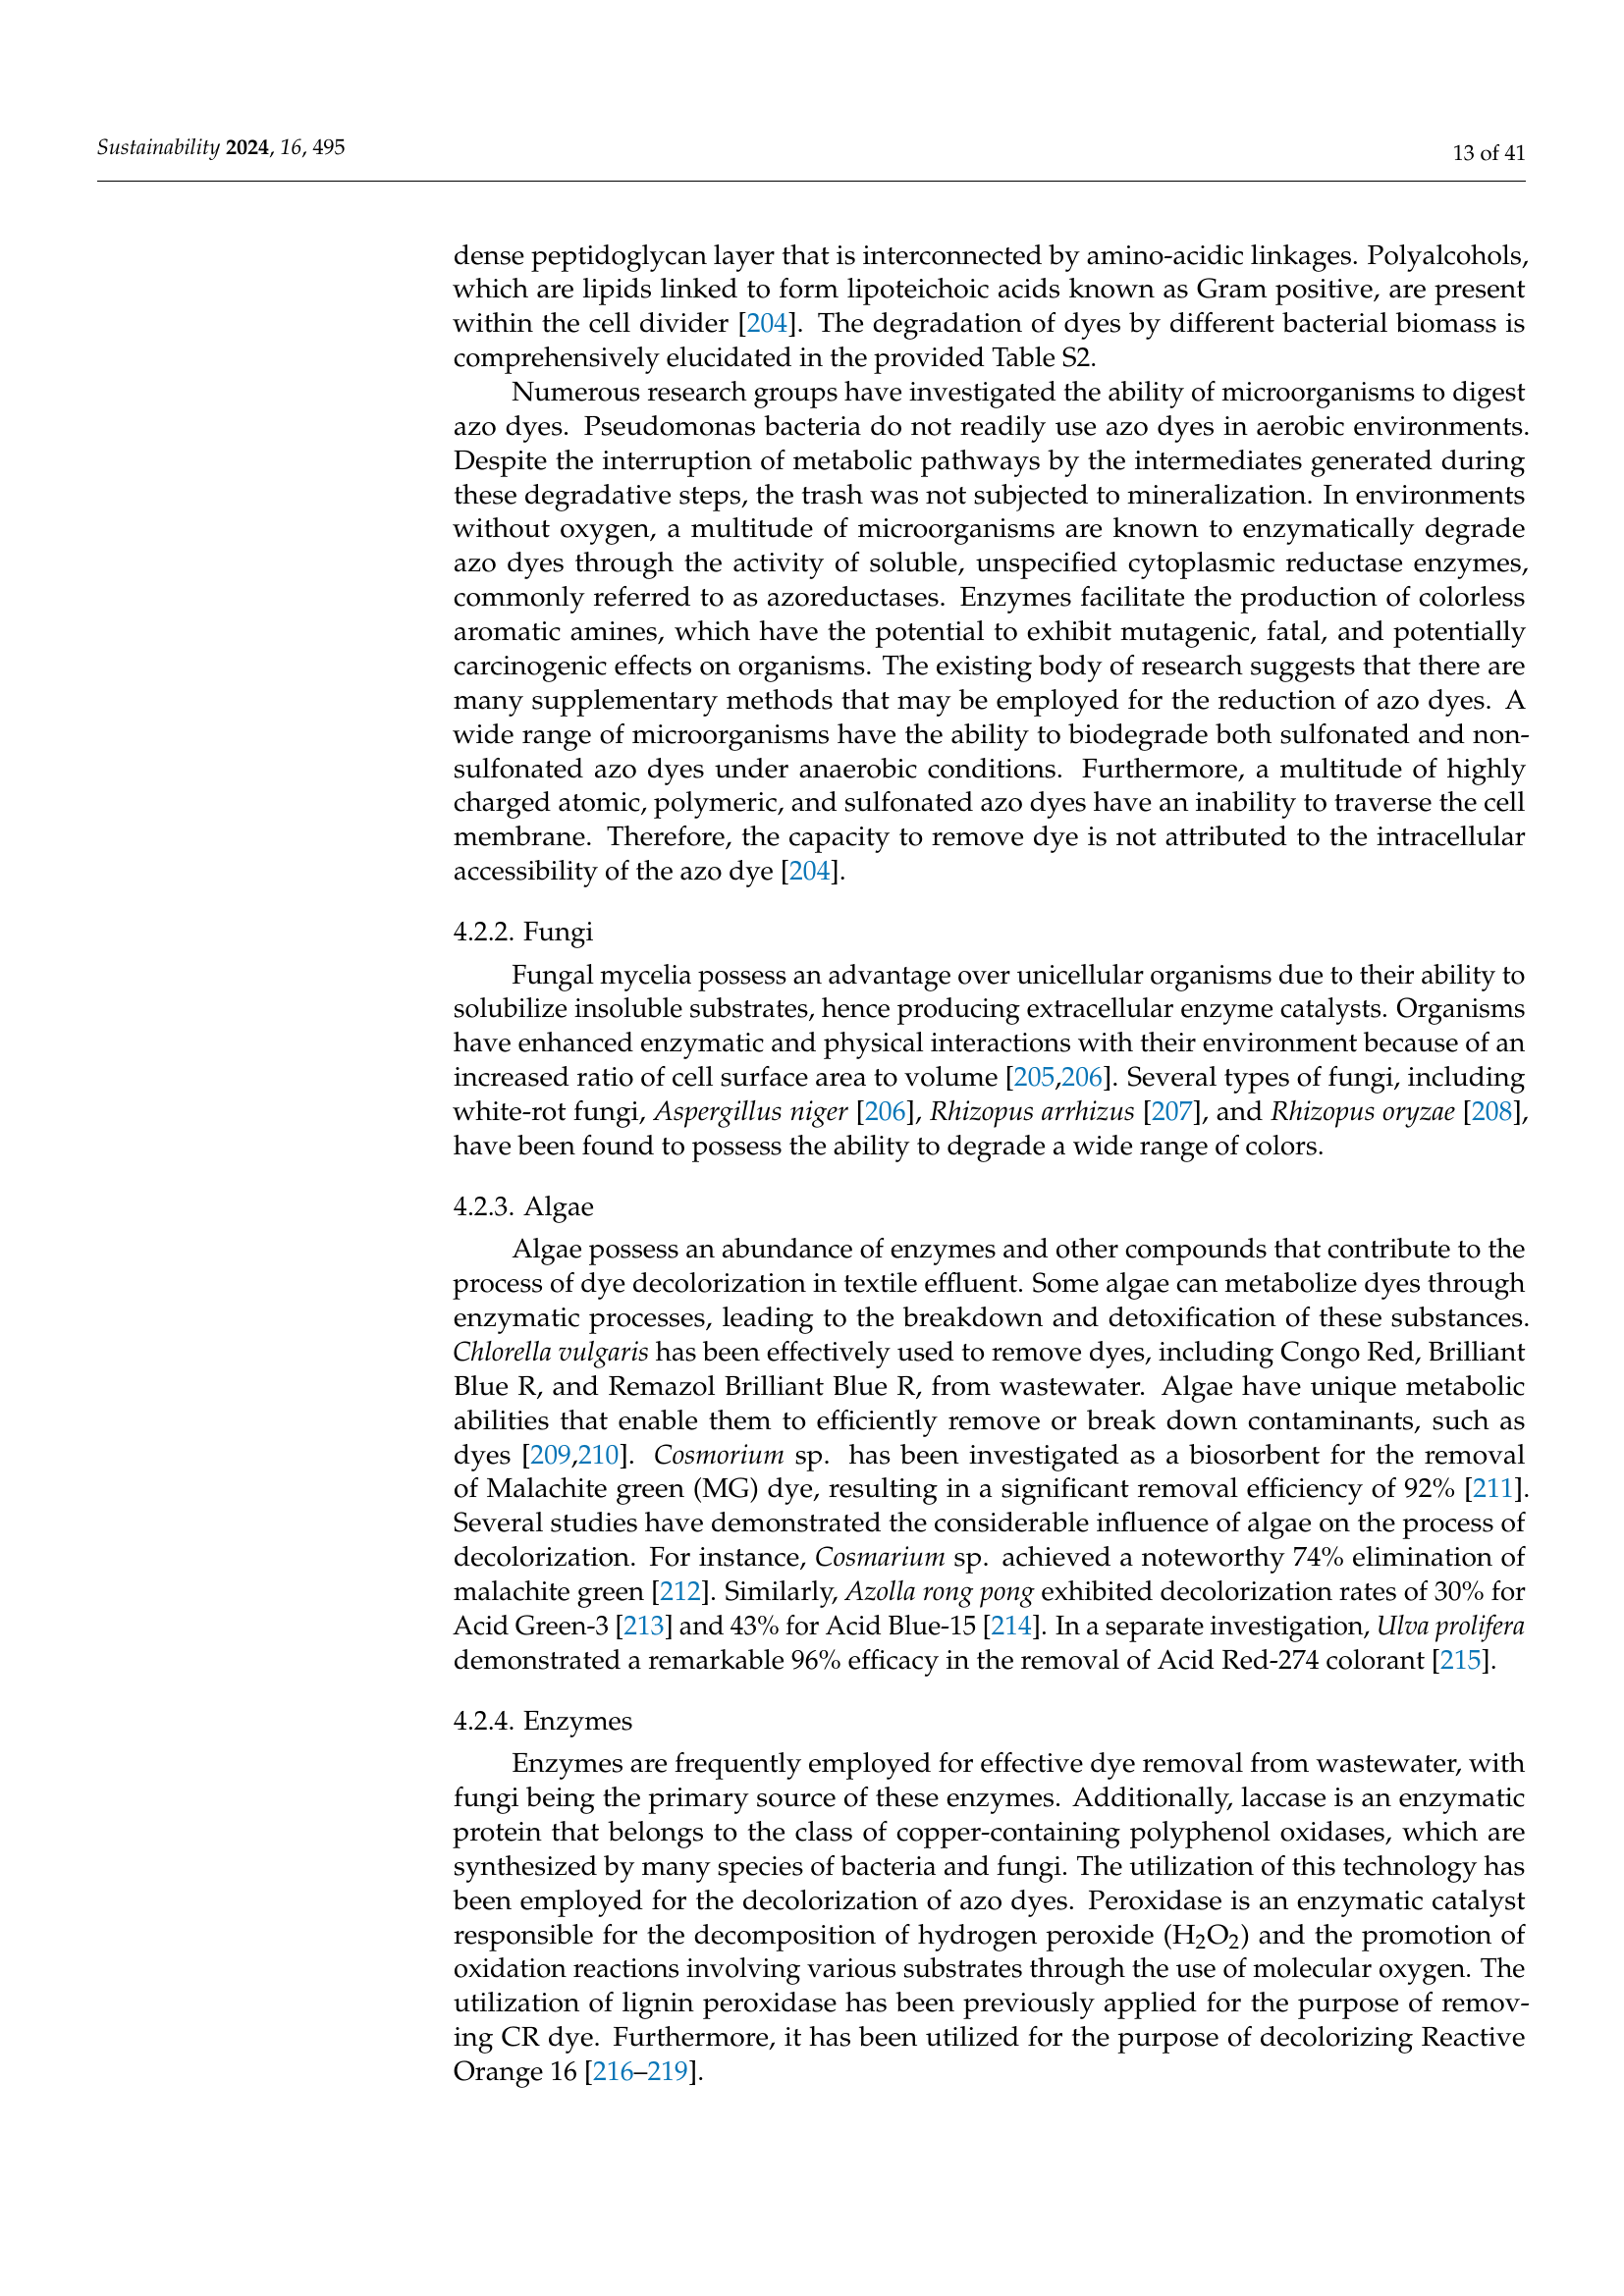 Sustainability 2024, 16, 495
13 of 41
dense peptidoglycan layer that is interconnected by amino-acidic linkages. Polyalcohols,
which are lipids linked to form lipoteichoic acids known as Gram positive, are present
within the cell divider [204]. The degradation of dyes by different bacterial biomass is
comprehensively elucidated in the provided Table S2.
Numerous research groups have investigated the ability of microorganisms to digest
azo dyes. Pseudomonas bacteria do not readily use azo dyes in aerobic environments.
Despite the interruption of metabolic pathways by the intermediates generated during
these degradative steps, the trash was not subjected to mineralization. In environments
without oxygen, a multitude of microorganisms are known to enzymatically degrade
azo dyes through the activity of soluble, unspecified cytoplasmic reductase enzymes,
commonly referred to as azoreductases. Enzymes facilitate the production of colorless
aromatic amines, which have the potential to exhibit mutagenic, fatal, and potentially
carcinogenic effects on organisms. The existing body of research suggests that there are
many supplementary methods that may be employed for the reduction of azo dyes. A
wide range of microorganisms have the ability to biodegrade both sulfonated and non-
sulfonated azo dyes under anaerobic conditions. Furthermore, a multitude of highly
charged atomic, polymeric, and sulfonated azo dyes have an inability to traverse the cell
membrane. Therefore, the capacity to remove dye is not attributed to the intracellular
accessibility of the azo dye [204].
4.2.2. Fungi
Fungal mycelia possess an advantage over unicellular organisms due to their ability to
solubilize insoluble substrates, hence producing extracellular enzyme catalysts. Organisms
have enhanced enzymatic and physical interactions with their environment because of an
increased ratio of cell surface area to volume [205,206]. Several types of fungi, including
white-rot fungi, Aspergillus niger [206], Rhizopus arrhizus [207], and Rhizopus oryzae [208],
have been found to possess the ability to degrade a wide range of colors.
4.2.3. Algae
Algae possess an abundance of enzymes and other compounds that contribute to the
process of dye decolorization in textile effluent. Some algae can metabolize dyes through
enzymatic processes, leading to the breakdown and detoxification of these substances.
Chlorella vulgaris has been effectively used to remove dyes, including Congo Red, Brilliant
Blue R, and Remazol Brilliant Blue R, from wastewater. Algae have unique metabolic
abilities that enable them to efficiently remove or break down contaminants, such as
dyes [209,210]. Cosmorium sp. has been investigated as a biosorbent for the removal
of Malachite green (MG) dye, resulting in a significant removal efficiency of 92% [211].
Several studies have demonstrated the considerable influence of algae on the process of
decolorization. For instance, Cosmarium sp. achieved a noteworthy 74% elimination of
malachite green [212]. Similarly, Azolla rong pong exhibited decolorization rates of 30% for
Acid Green-3 [213] and 43% for Acid Blue-15 [214]. In a separate investigation, Ulva prolifera
demonstrated a remarkable 96% efficacy in the removal of Acid Red-274 colorant [215].
4.2.4. Enzymes
Enzymes are frequently employed for effective dye removal from wastewater, with
fungi being the primary source of these enzymes. Additionally, laccase is an enzymatic
protein that belongs to the class of copper-containing polyphenol oxidases, which are
synthesized by many species of bacteria and fungi. The utilization of this technology has
been employed for the decolorization of azo dyes. Peroxidase is an enzymatic catalyst
responsible for the decomposition of hydrogen peroxide (H₂O₂) and the promotion of
oxidation reactions involving various substrates through the use of molecular oxygen. The
utilization of lignin peroxidase has been previously applied for the purpose of remov-
ing CR dye. Furthermore, it has been utilized for the purpose of decolorizing Reactive
Orange 16 [216–219].